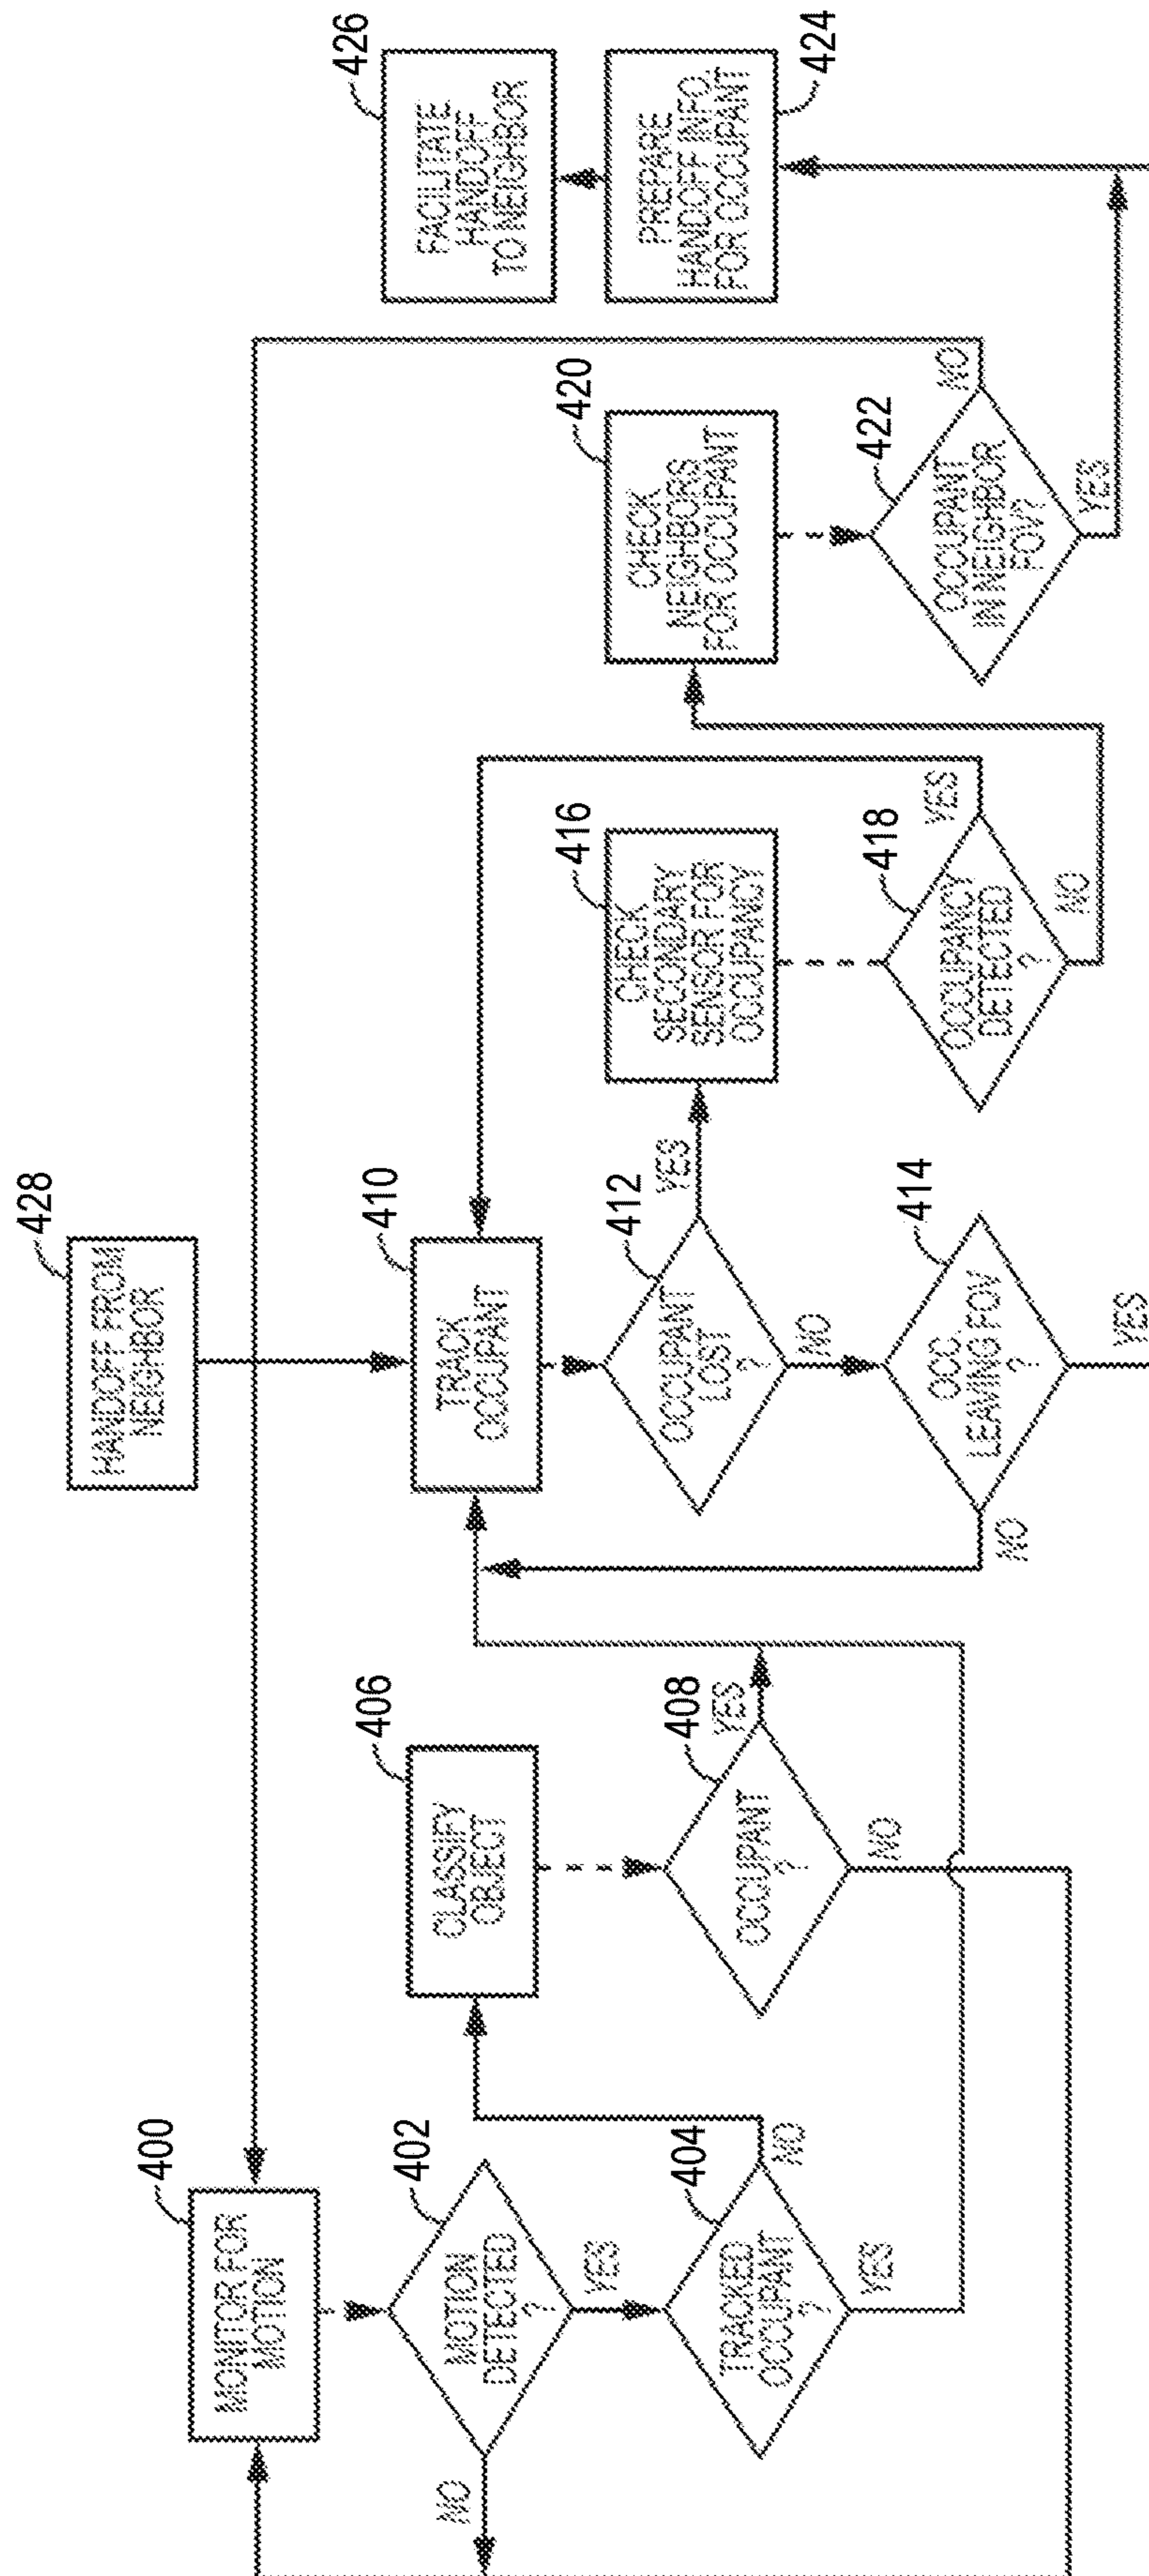 400
MONITOR FOR
MOTION
402
MOTION
DETECTED
?
NO
YES
404
TRACKED
OCCUPANT
?
NO
YES
406
CLASSIFY
OBJECT
408
OCCUPANT
?
YES
NO
428
HANDOFF FROM
NEIGHBOR
410
TRACK
OCCUPANT
412
OCCUPANT
LOST
?
YES
NO
414
OCC.
LEAVING FOV
?
NO
YES
416
CHECK
SECONDARY
SENSOR FOR
OCCUPANCY
418
OCCUPANCY
DETECTED
?
YES
NO
420
CHECK
NEIGHBORS
FOR OCCUPANT
422
OCCUPANT
IN NEIGHBOR
FOV?
NO
YES
426
FACILITATE
HANDOFF
TO NEIGHBOR
424
PREPARE
HANDOFF INFO.
FOR OCCUPANT